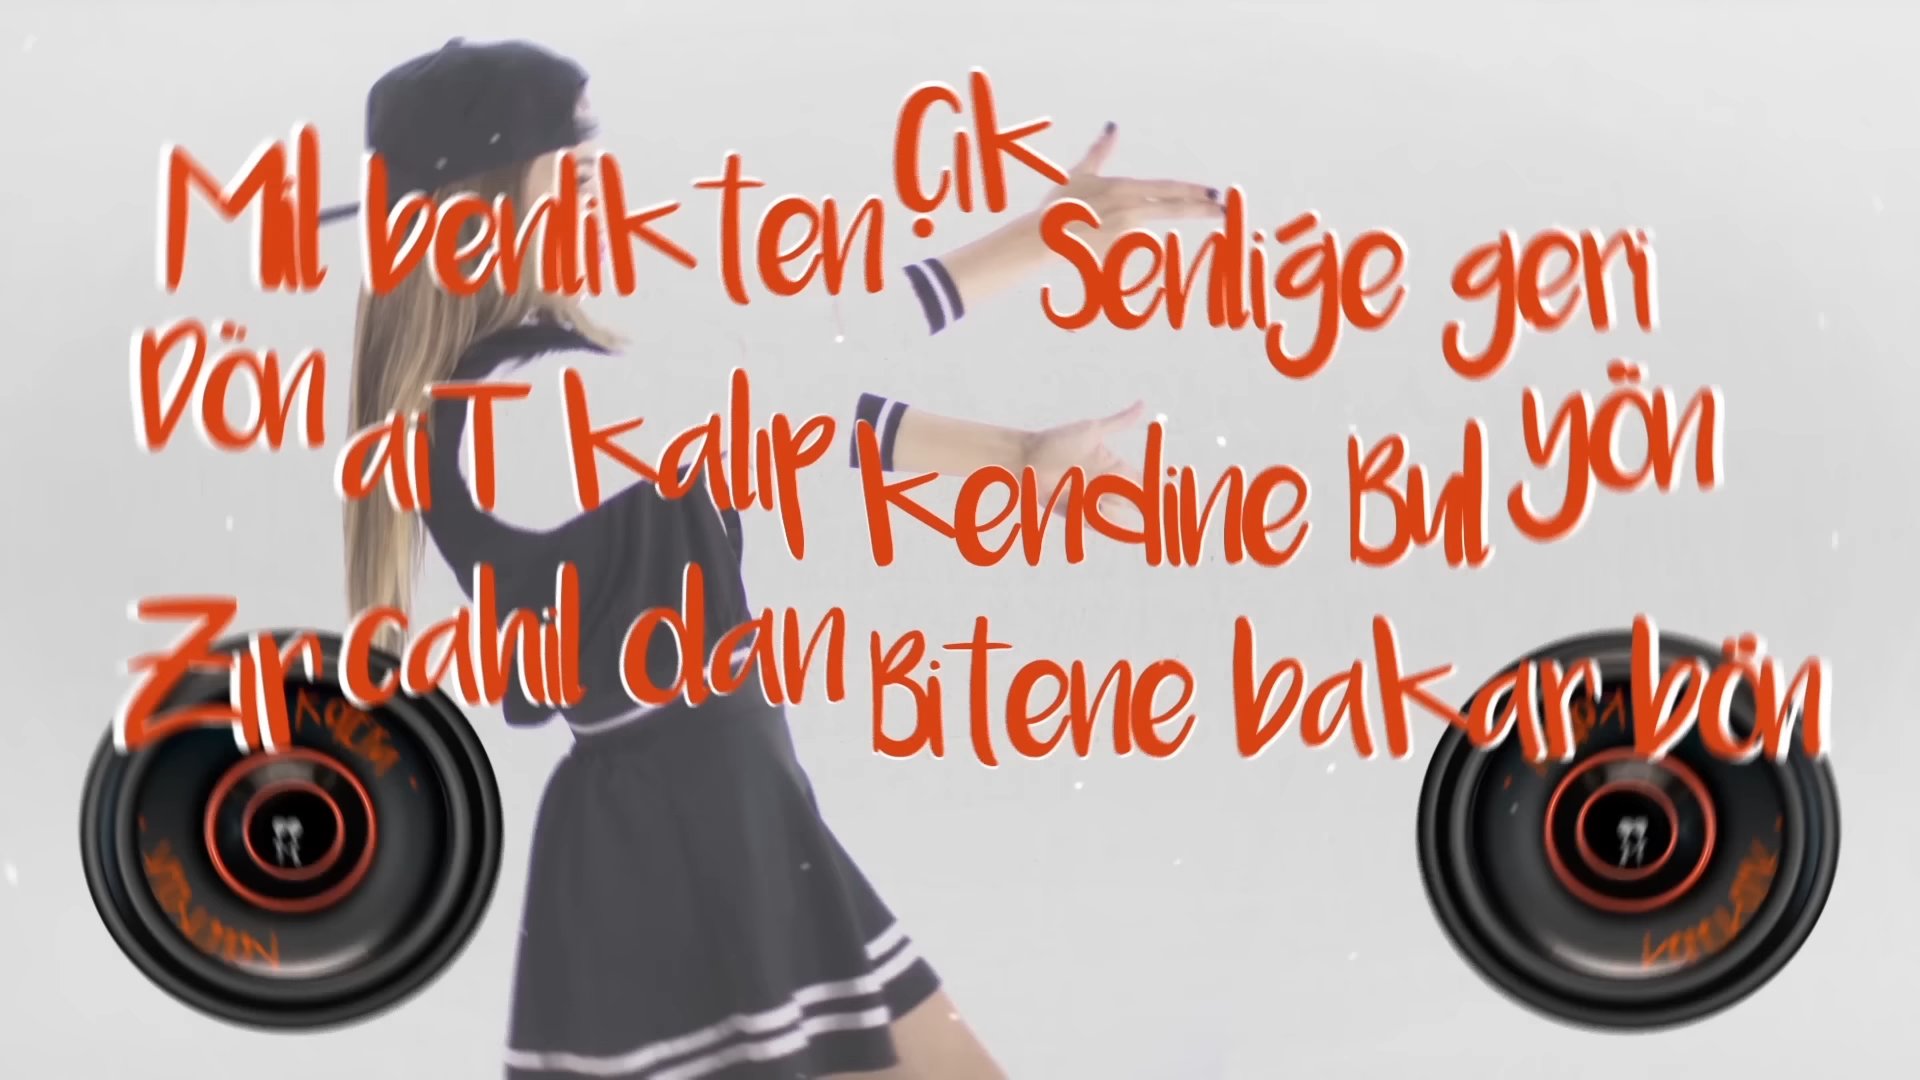 Mil benlikten Çık Senliğe geri
Dön aiT kalıp kendine Bul yön
Zır cahil dan Bitene bakar bön